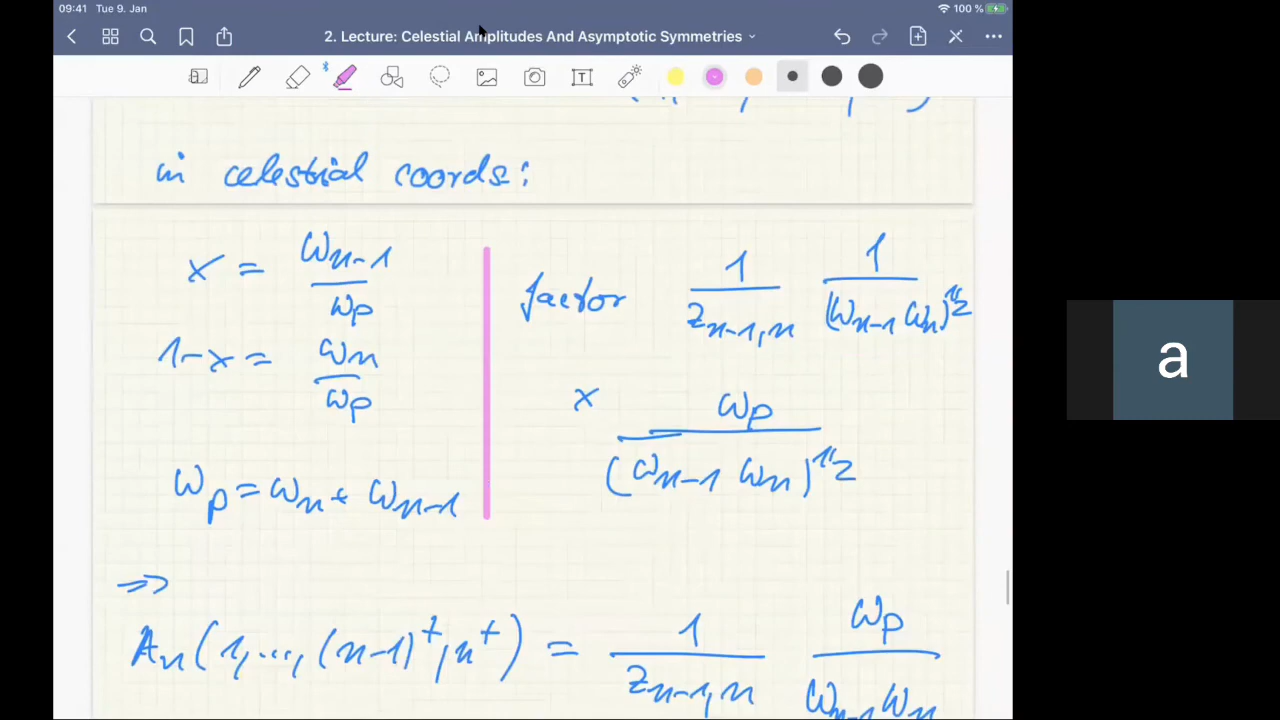 09:41 Tue 9. Jan
100 %
2. Lecture: Celestial Amplitudes And Asymptotic Symmetries
in celestial coords:
x = ω_{n-1} / ω_p
1-x = ω_n / ω_p
ω_p = ω_n + ω_{n-1}
factor 1 / z_{n-1,n} 1 / (ω_{n-1} ω_n)^{1/2}
× ω_p / (ω_{n-1} ω_n)^{1/2}
⇒
A_n(1,...,(n-1)^+,n^+) = 1 / z_{n-1,n} ω_p / ω_{n-1} ω_n
a